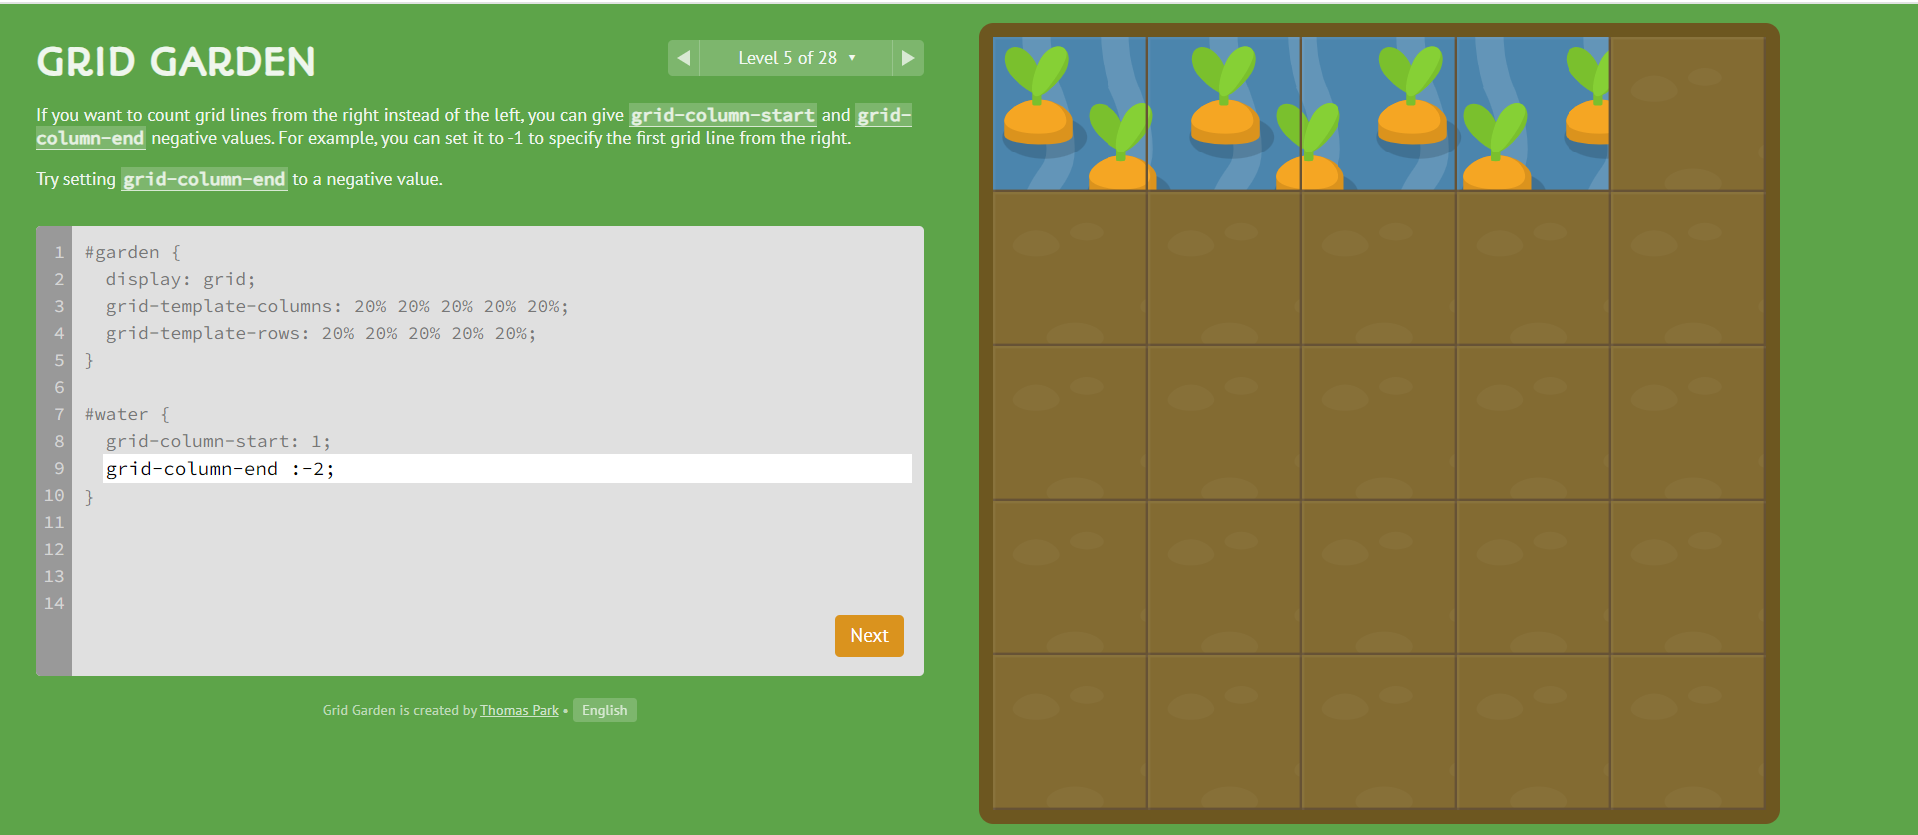 GRID GARDEN
◀ Level 5 of 28 ▼ ▶
If you want to count grid lines from the right instead of the left, you can give grid-column-start and grid-
column-end negative values. For example, you can set it to -1 to specify the first grid line from the right.
Try setting grid-column-end to a negative value.
1 #garden {
2 display: grid;
3 grid-template-columns: 20% 20% 20% 20% 20%;
4 grid-template-rows: 20% 20% 20% 20% 20%;
5 }
6
7 #water {
8 grid-column-start: 1;
9 grid-column-end :-2;
10 }
11
12
13
14
Next
Grid Garden is created by Thomas Park • English